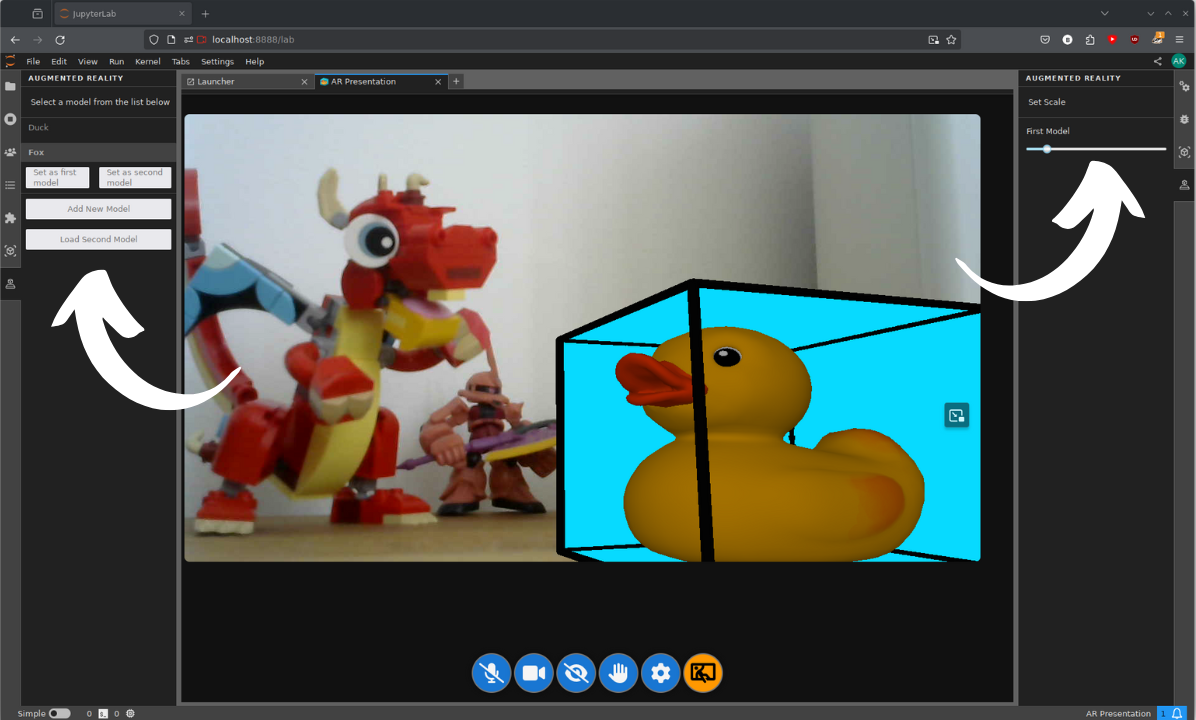 JupyterLab
localhost:8888/lab
File Edit View Run Kernel Tabs Settings Help
AK
AUGMENTED REALITY
Select a model from the list below
Duck
Fox
Set as first
model
Set as second
model
Add New Model
Load Second Model
Launcher
AR Presentation
AUGMENTED REALITY
Set Scale
First Model
Simple
0
0
AR Presentation
1